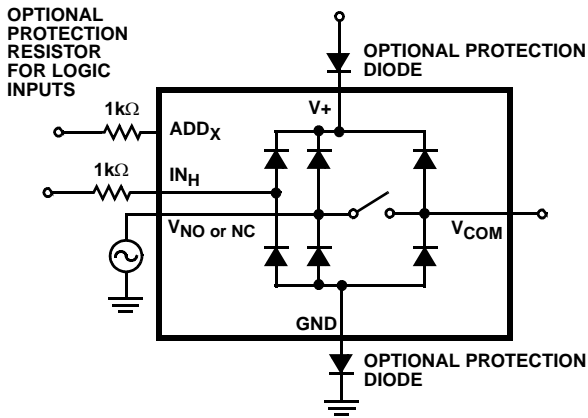 OPTIONAL
PROTECTION
RESISTOR
FOR LOGIC
INPUTS
OPTIONAL PROTECTION
DIODE
1kΩ
ADDX
V+
1kΩ
INH
VNO or NC
VCOM
GND
OPTIONAL PROTECTION
DIODE